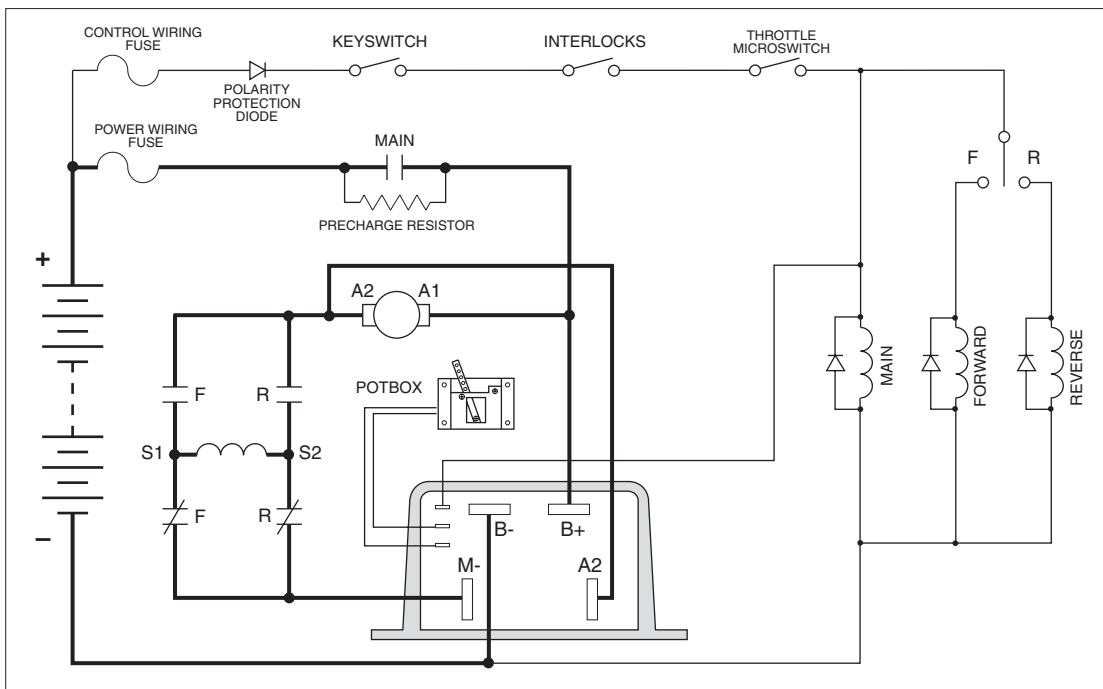 CONTROL WIRING
FUSE
KEYSWITCH
INTERLOCKS
THROTTLE
MICROSWITCH
POLARITY
PROTECTION
DIODE
POWER WIRING
FUSE
MAIN
PRECHARGE RESISTOR
F
R
+
A2
A1
POTBOX
F
R
S1
S2
F
R
–
B-
B+
M-
A2
MAIN
FORWARD
REVERSE